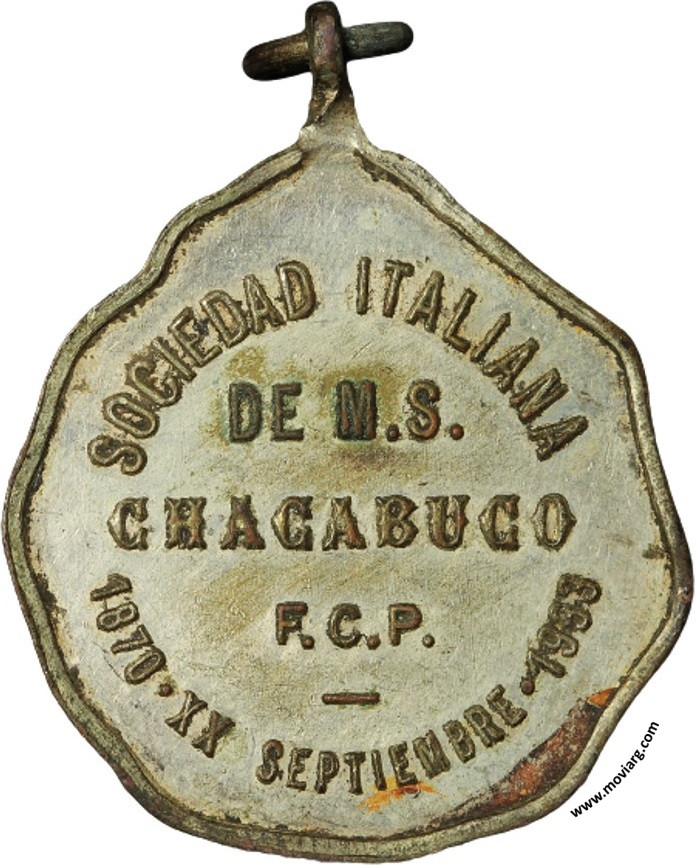 SOCIEDAD ITALIANA
DE M.S.
CHACABUCO
F.C.P.
1870 · XX SEPTIEMBRE · 1933
www.moviarg.com